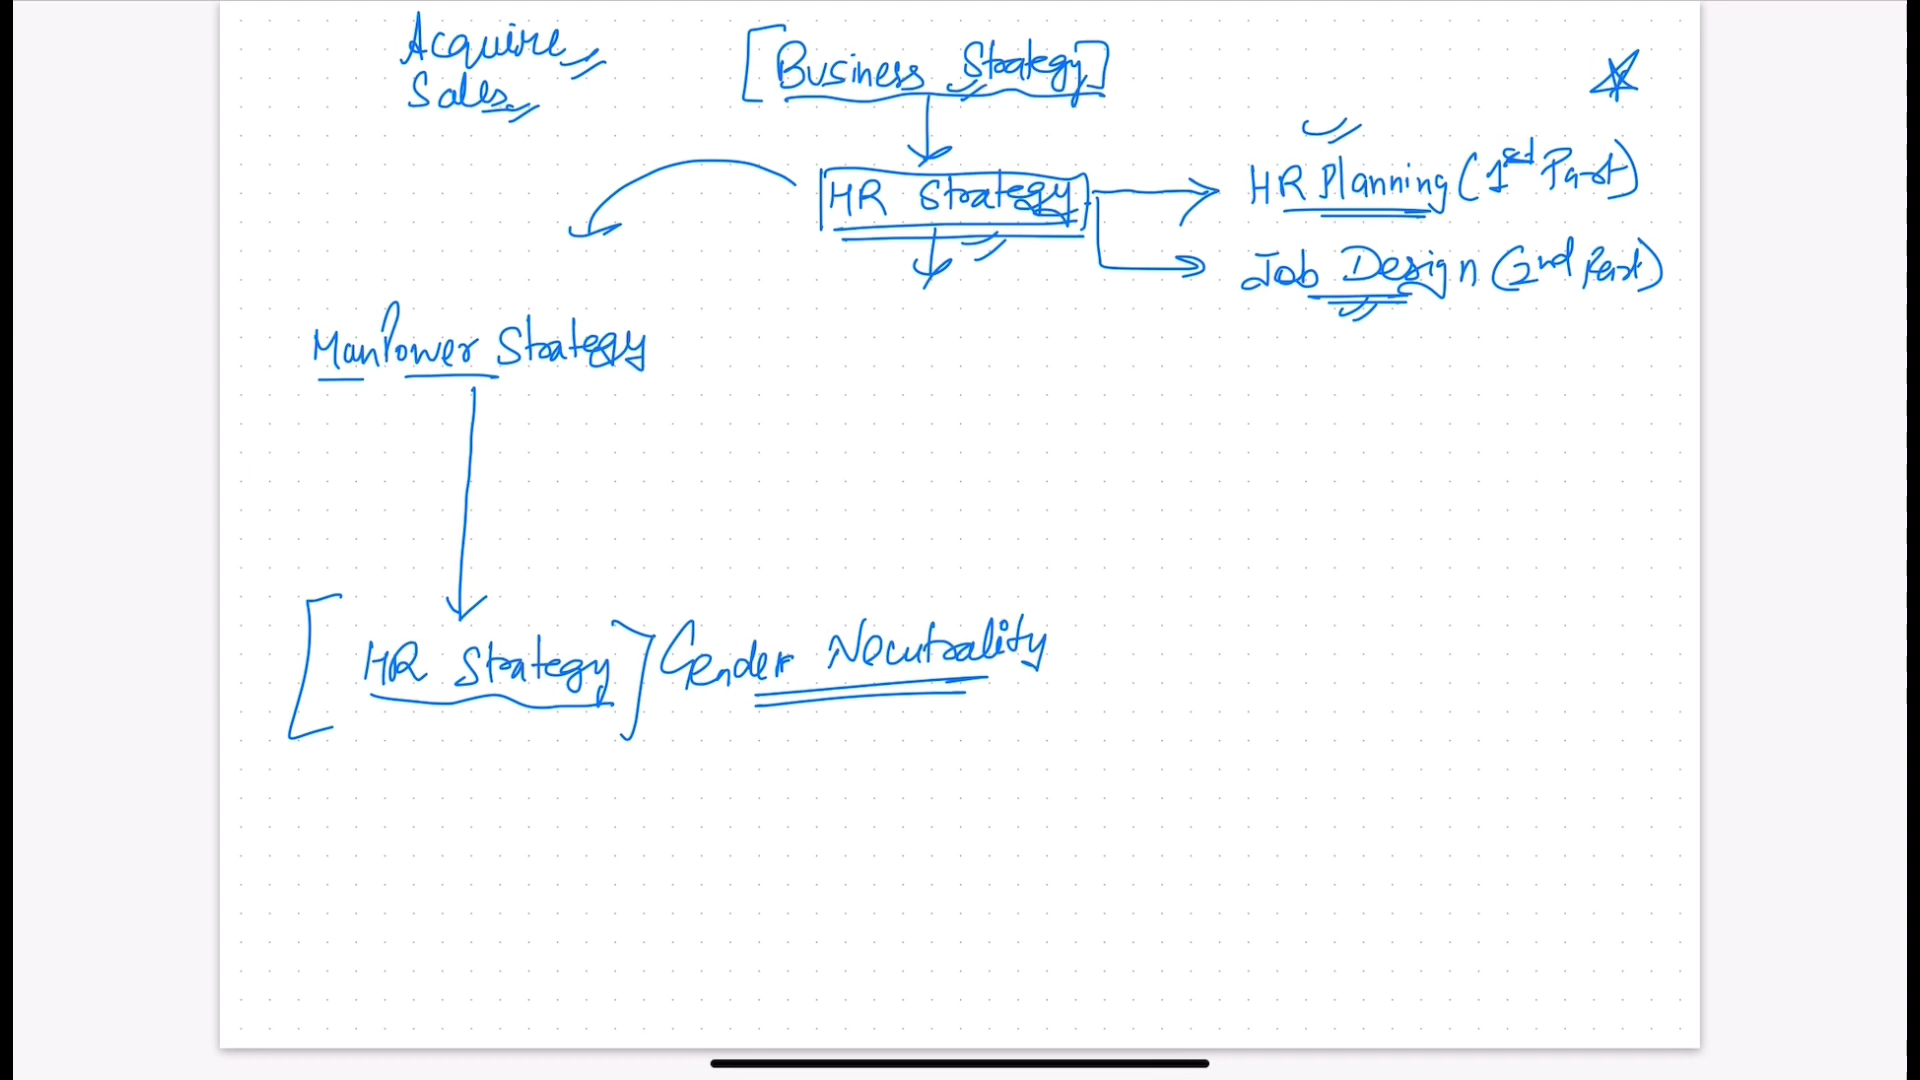 Acquire
Sales
[Business Strategy]
HR Strategy
HR Planning (1st Part)
Job Design (2nd Part)
ManPower Strategy
[HR Strategy] Gender Neutrality